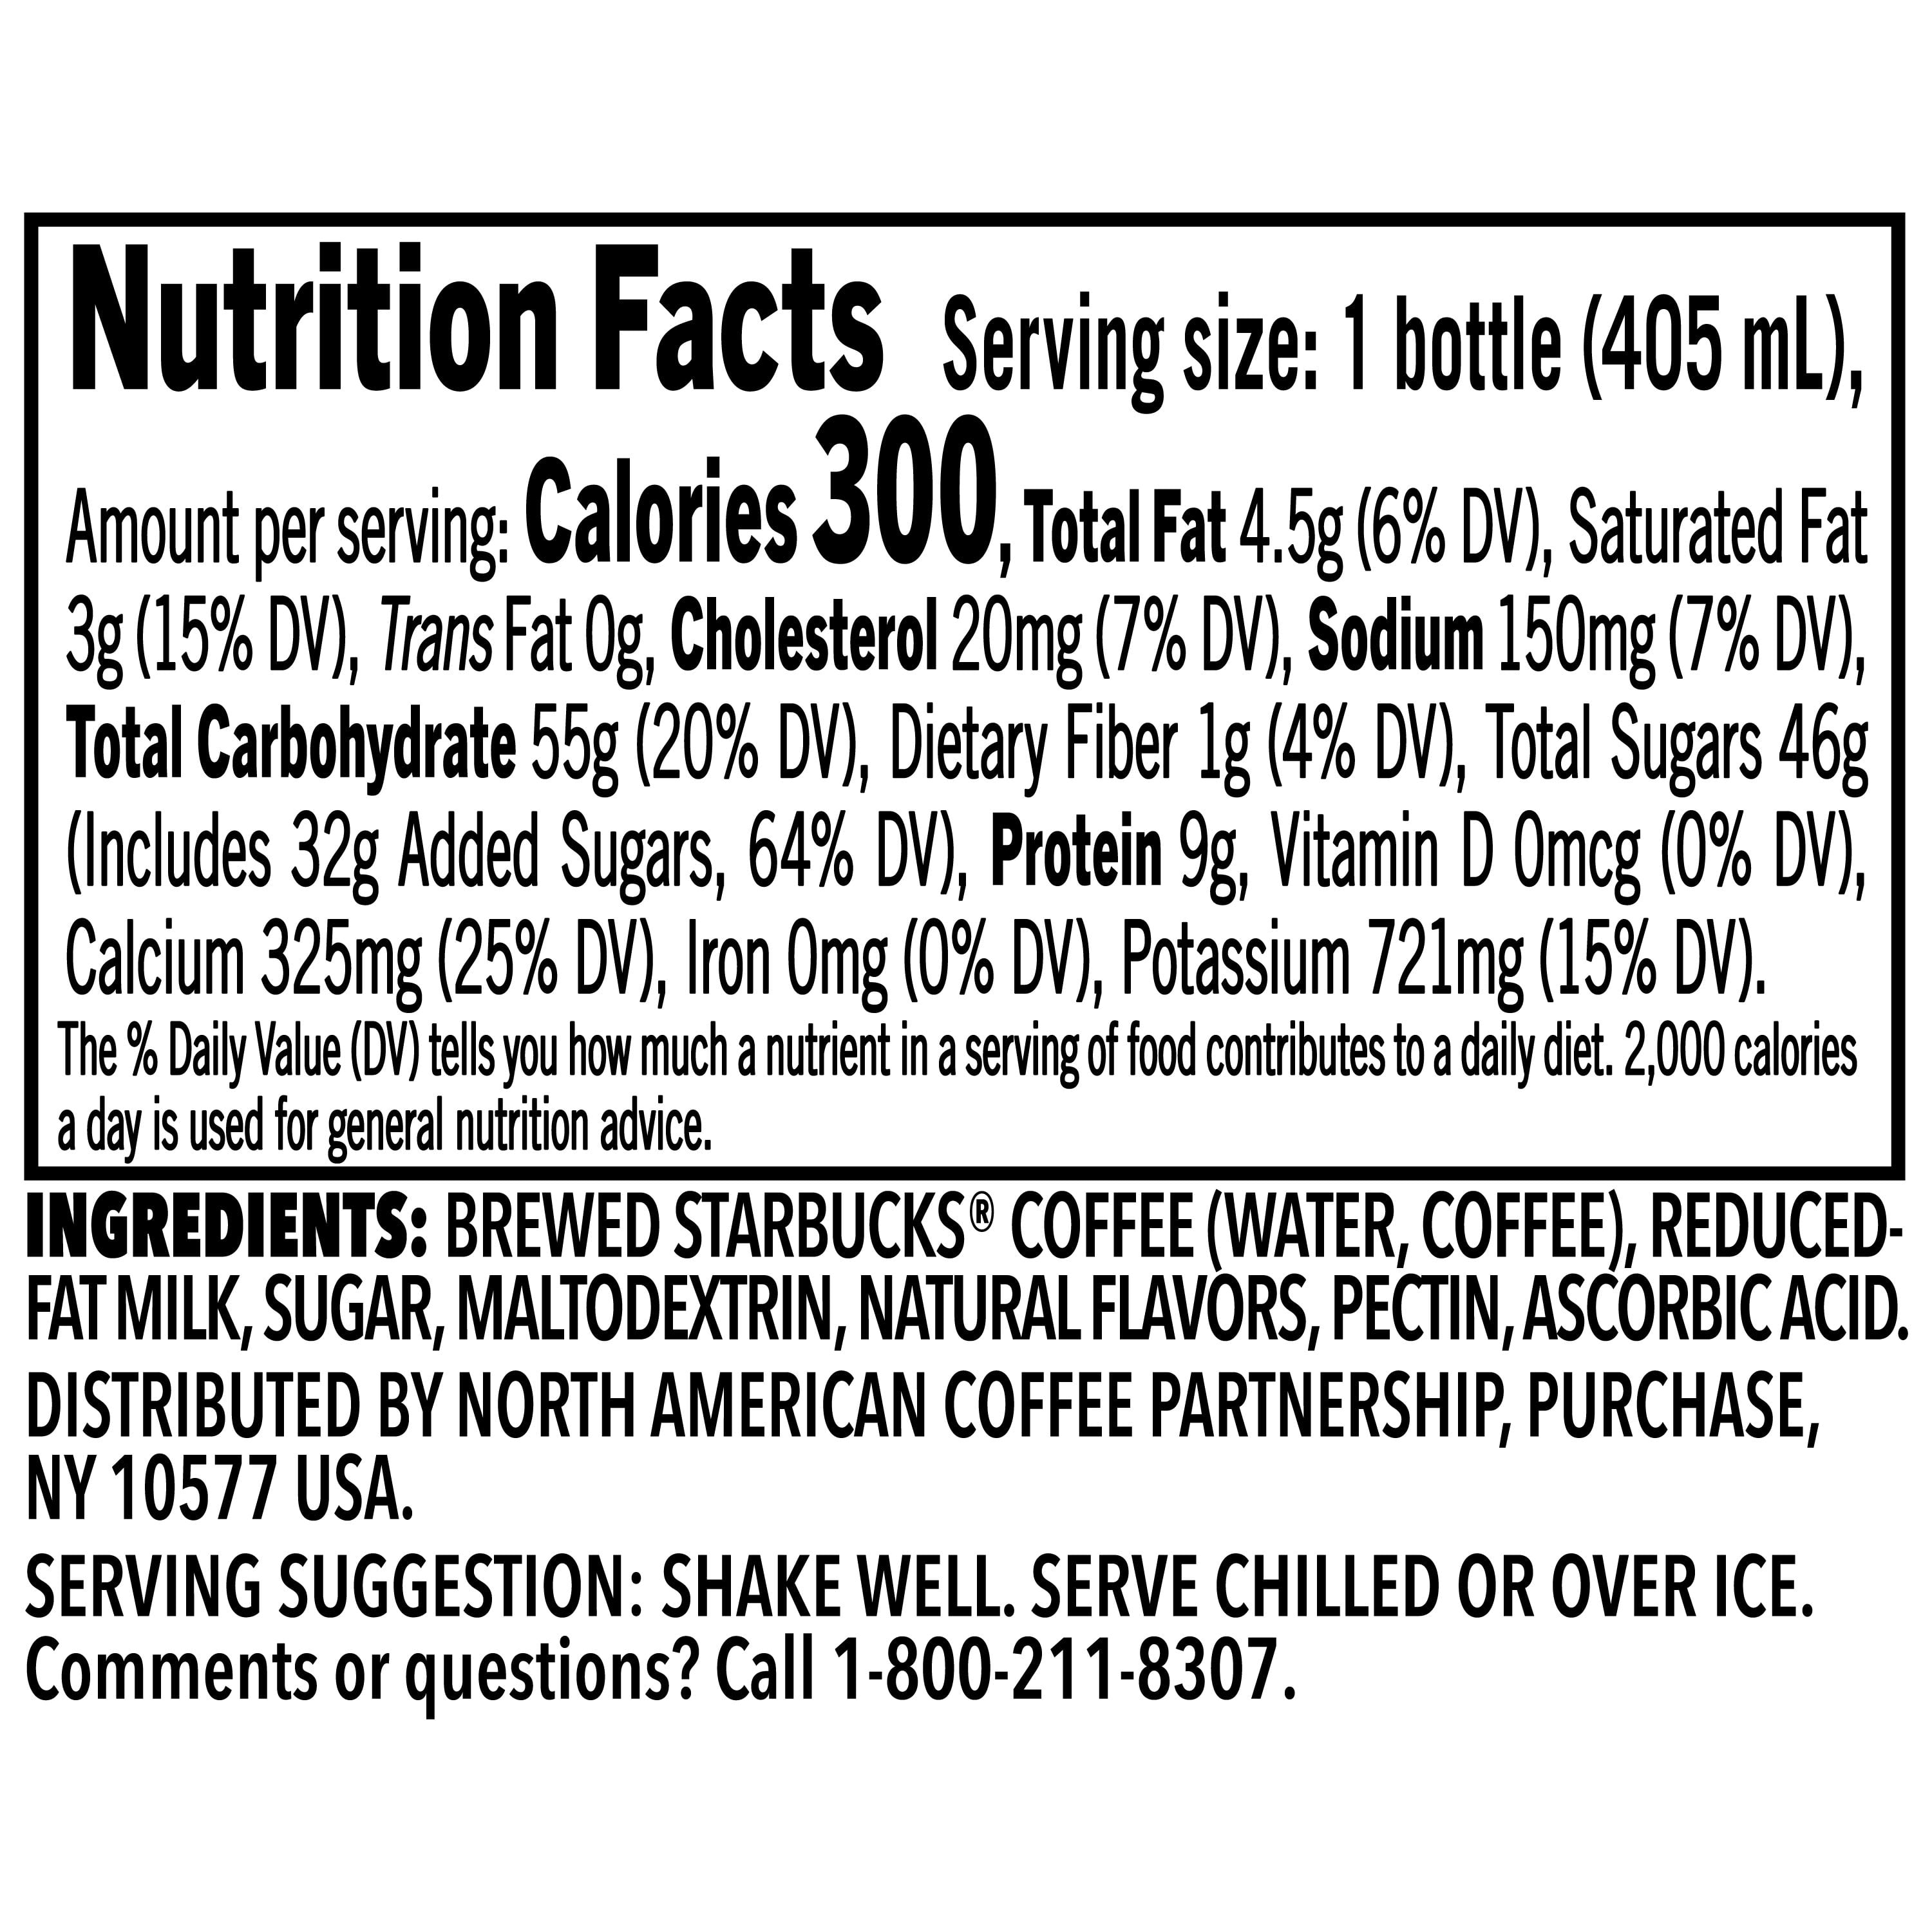 Nutrition Facts Serving size: 1 bottle (405 mL),
Amount per serving: Calories 300, Total Fat 4.5g (6% DV), Saturated Fat
3g (15% DV), Trans Fat 0g, Cholesterol 20mg (7% DV), Sodium 150mg (7% DV),
Total Carbohydrate 55g (20% DV), Dietary Fiber 1g (4% DV), Total Sugars 46g
(Includes 32g Added Sugars, 64% DV), Protein 9g, Vitamin D 0mcg (0% DV),
Calcium 325mg (25% DV), Iron 0mg (0% DV), Potassium 721mg (15% DV).
The % Daily Value (DV) tells you how much a nutrient in a serving of food contributes to a daily diet. 2,000 calories
a day is used for general nutrition advice.
INGREDIENTS: BREWED STARBUCKS® COFFEE (WATER, COFFEE), REDUCED-
FAT MILK, SUGAR, MALTODEXTRIN, NATURAL FLAVORS, PECTIN, ASCORBIC ACID.
DISTRIBUTED BY NORTH AMERICAN COFFEE PARTNERSHIP, PURCHASE,
NY 10577 USA.
SERVING SUGGESTION: SHAKE WELL. SERVE CHILLED OR OVER ICE.
Comments or questions? Call 1-800-211-8307.